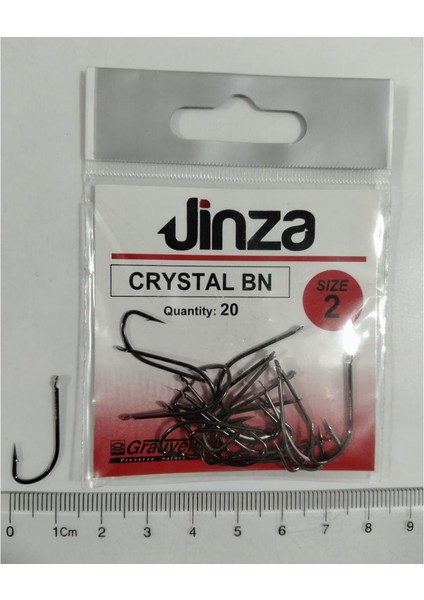 Jinza
CRYSTAL BN
SIZE
2
Quantity: 20
Grauvell
0 1Cm 2 3 4 5 6 7 8 9